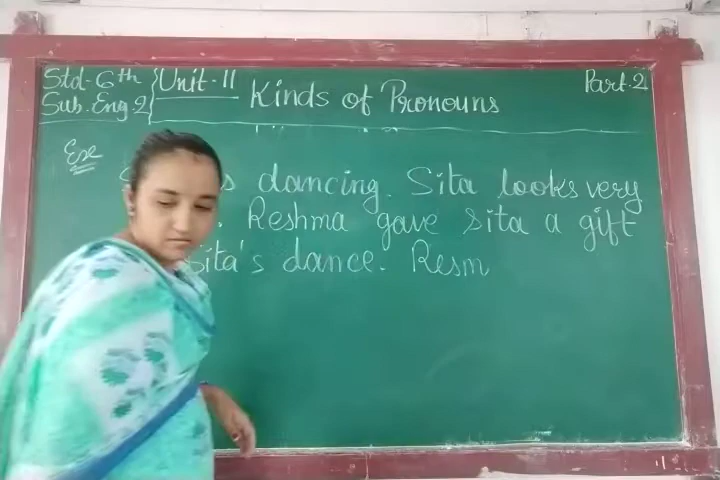 Std-6th Unit-11 Kinds of Pronouns Part-2
Sub.Eng.2
Exe
s dancing. Sita looks very
. Reshma gave Sita a gift
Sita's dance. Resm